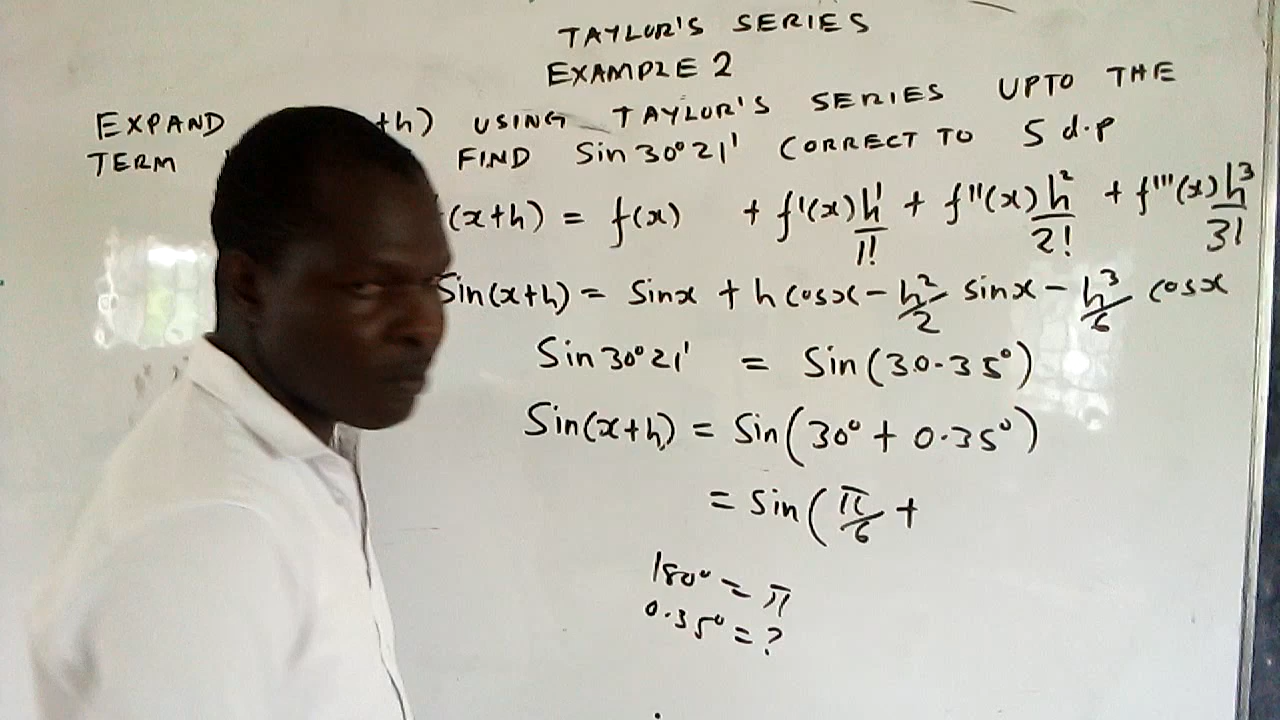 TAYLOR'S SERIES
EXAMPLE 2
EXPAND +h) USING TAYLOR'S SERIES UPTO THE
TERM FIND Sin 30°21' CORRECT TO 5 d.p
(x+h) = f(x) + f'(x)h¹/1! + f''(x)h²/2! + f'''(x)h³/3!
Sin(x+h) = Sinx + h Cosx - h²/2 Sinx - h³/6 Cosx
Sin 30°21' = Sin(30.35°)
Sin(x+h) = Sin(30° + 0.35°)
= Sin(π/6 +
180° = π
0.35° = ?